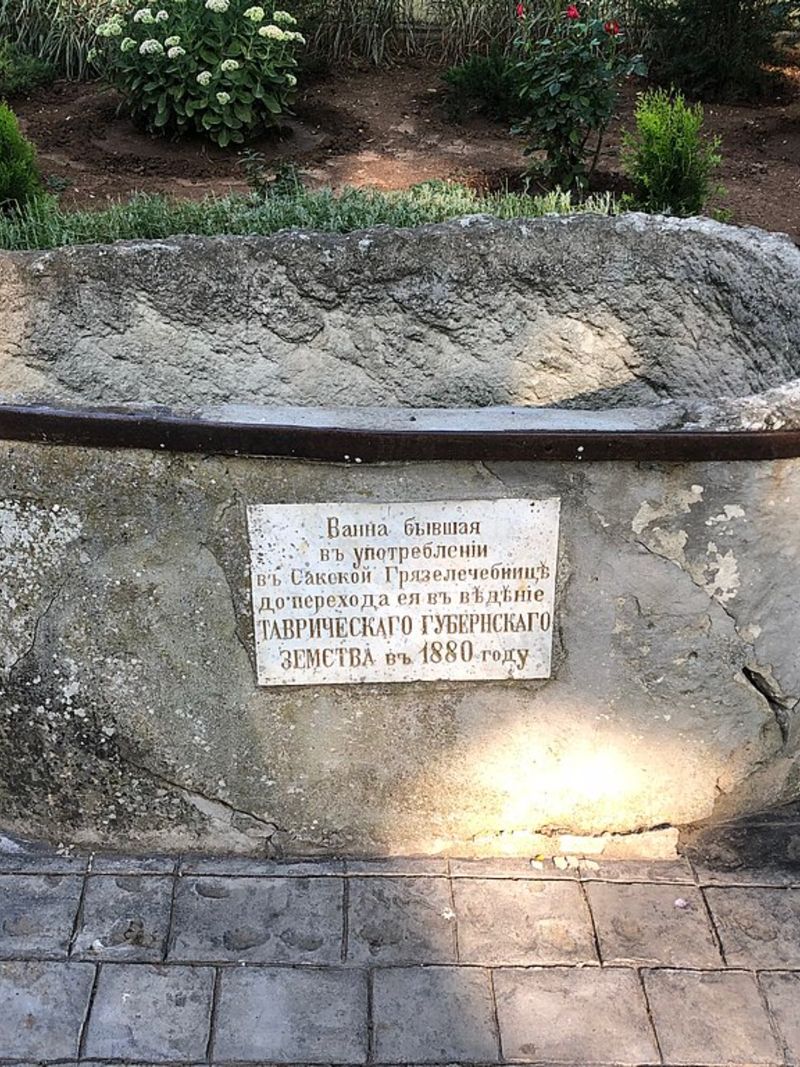 Ванна бывшая
въ употребленіи
въ Сакской Грязелечебницѣ
до перехода ея въ вѣдѣніе
ТАВРИЧЕСКАГО ГУБЕРНСКАГО
ЗЕМСТВА въ 1880 году